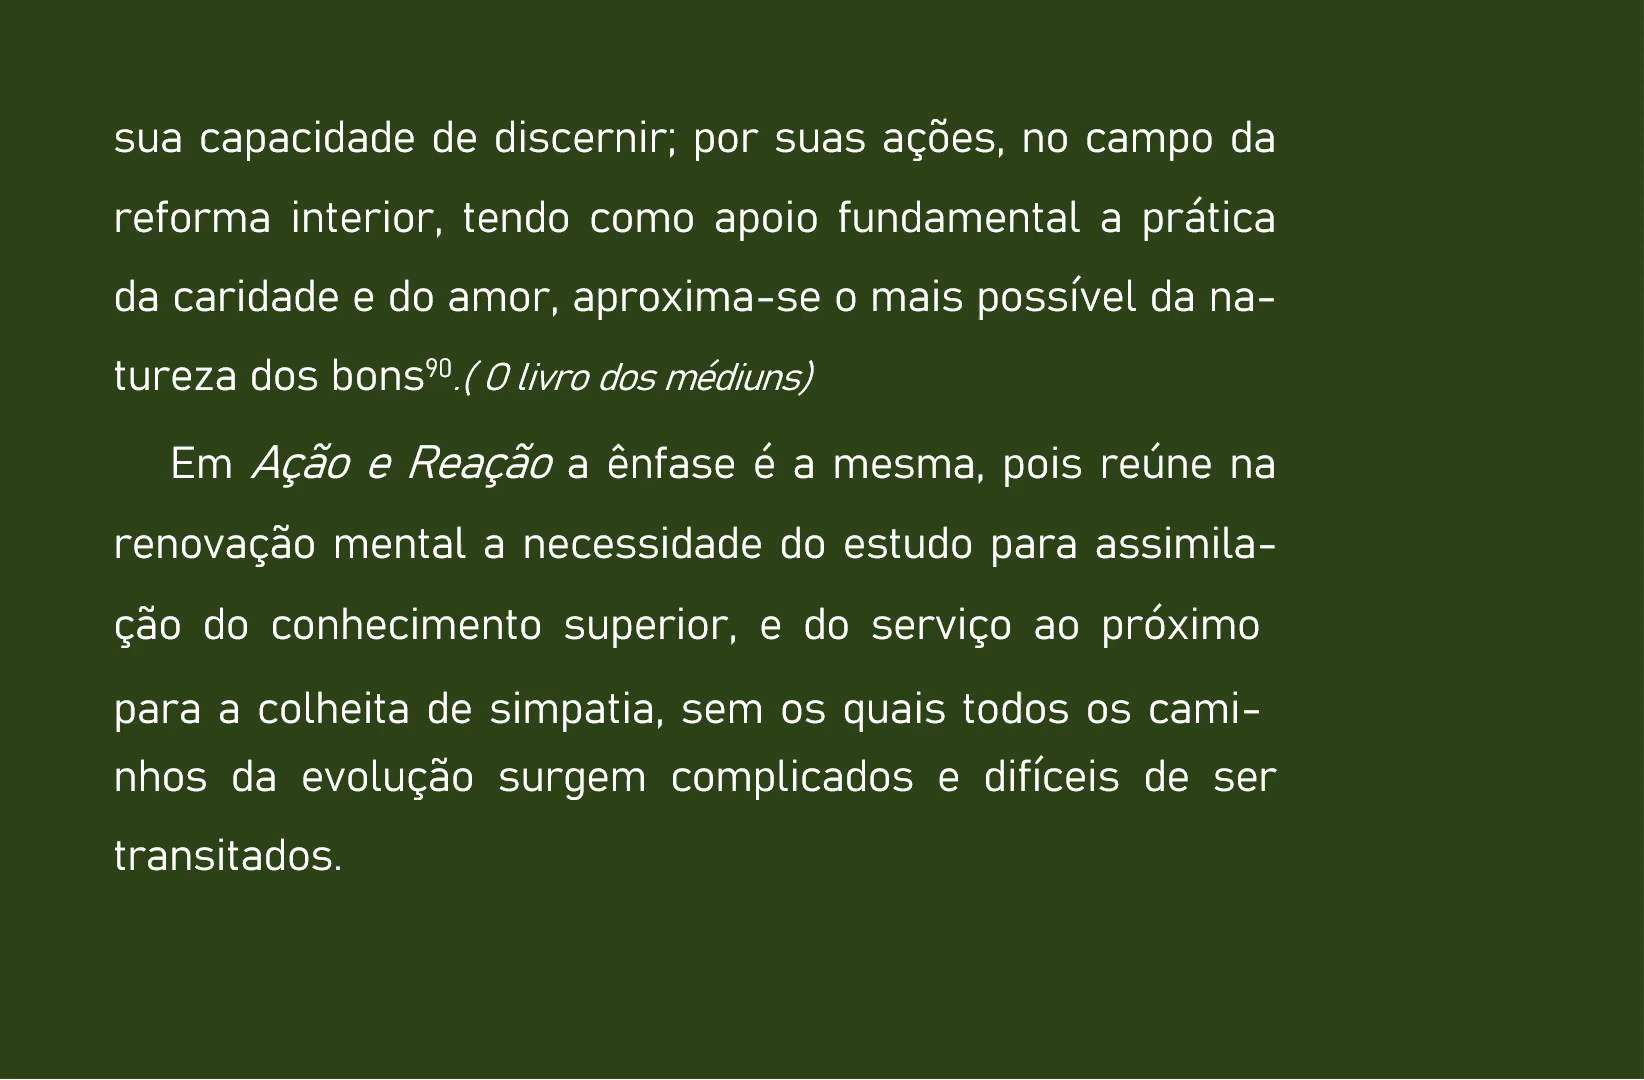 sua capacidade de discernir; por suas ações, no campo da
reforma interior, tendo como apoio fundamental a prática
da caridade e do amor, aproxima-se o mais possível da na-
tureza dos bons⁹⁰.( O livro dos médiuns)
Em Ação e Reação a ênfase é a mesma, pois reúne na
renovação mental a necessidade do estudo para assimila-
ção do conhecimento superior, e do serviço ao próximo
para a colheita de simpatia, sem os quais todos os cami-
nhos da evolução surgem complicados e difíceis de ser
transitados.